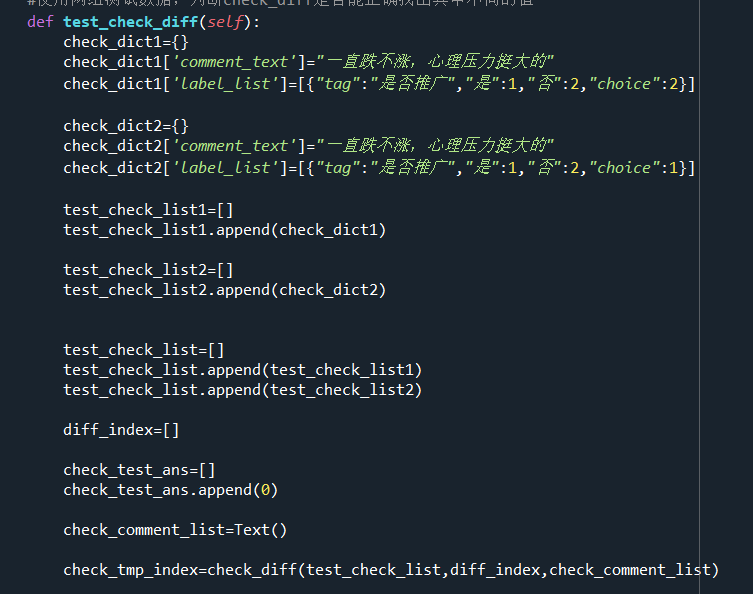 #使用两组测试数据，判断check_diff是否能正确找出其中不同的值
def test_check_diff(self):
check_dict1={}
check_dict1['comment_text']="一直跌不涨，心理压力挺大的"
check_dict1['label_list']=[{"tag":"是否推广","是":1,"否":2,"choice":2}]
check_dict2={}
check_dict2['comment_text']="一直跌不涨，心理压力挺大的"
check_dict2['label_list']=[{"tag":"是否推广","是":1,"否":2,"choice":1}]
test_check_list1=[]
test_check_list1.append(check_dict1)
test_check_list2=[]
test_check_list2.append(check_dict2)
test_check_list=[]
test_check_list.append(test_check_list1)
test_check_list.append(test_check_list2)
diff_index=[]
check_test_ans=[]
check_test_ans.append(0)
check_comment_list=Text()
check_tmp_index=check_diff(test_check_list,diff_index,check_comment_list)